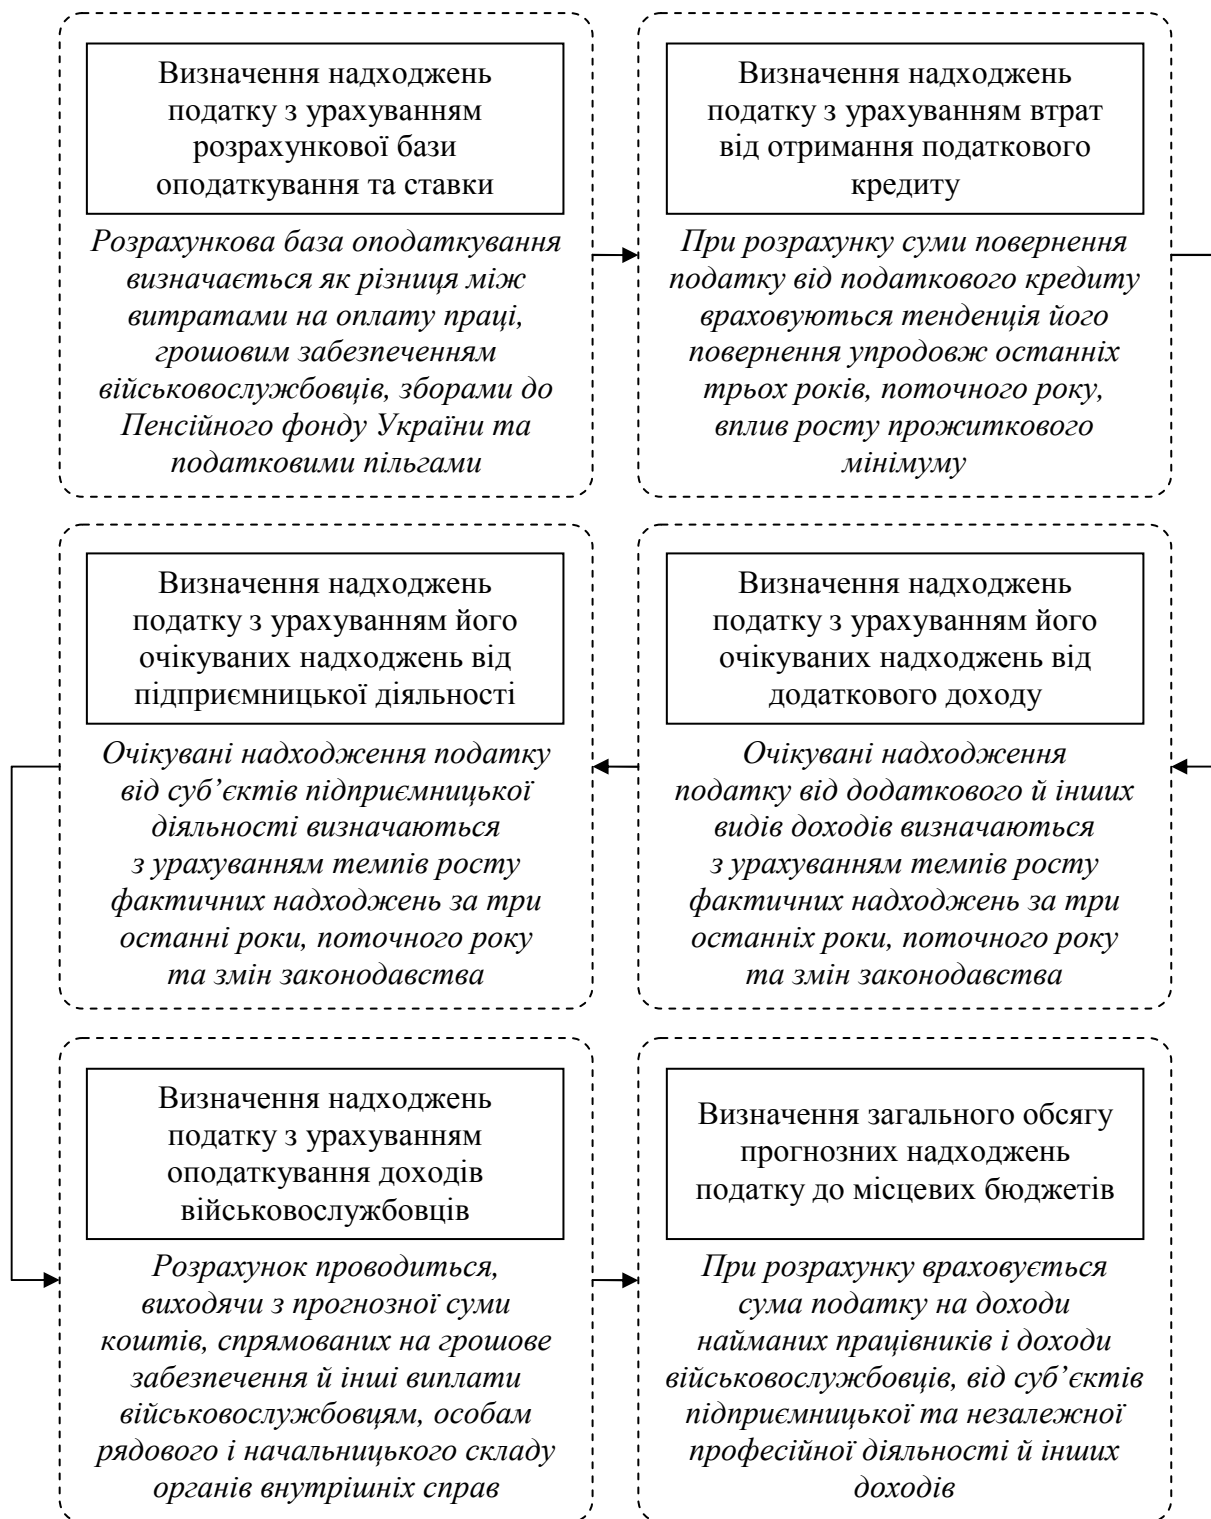 Визначення надходжень
податку з урахуванням
розрахункової бази
оподаткування та ставки
Розрахункова база оподаткування
визначається як різниця між
витратами на оплату праці,
грошовим забезпеченням
військовослужбовців, зборами до
Пенсійного фонду України та
податковими пільгами
Визначення надходжень
податку з урахуванням втрат
від отримання податкового
кредиту
При розрахунку суми повернення
податку від податкового кредиту
враховуються тенденція його
повернення упродовж останніх
трьох років, поточного року,
вплив росту прожиткового
мінімуму
Визначення надходжень
податку з урахуванням його
очікуваних надходжень від
додаткового доходу
Очікувані надходження
податку від додаткового й інших
видів доходів визначаються
з урахуванням темпів росту
фактичних надходжень за три
останніх роки, поточного року
та змін законодавства
Визначення надходжень
податку з урахуванням його
очікуваних надходжень від
підприємницької діяльності
Очікувані надходження податку
від суб’єктів підприємницької
діяльності визначаються
з урахуванням темпів росту
фактичних надходжень за три
останні роки, поточного року
та змін законодавства
Визначення надходжень
податку з урахуванням
оподаткування доходів
військовослужбовців
Розрахунок проводиться,
виходячи з прогнозної суми
коштів, спрямованих на грошове
забезпечення й інші виплати
військовослужбовцям, особам
рядового і начальницького складу
органів внутрішніх справ
Визначення загального обсягу
прогнозних надходжень
податку до місцевих бюджетів
При розрахунку враховується
сума податку на доходи
найманих працівників і доходи
військовослужбовців, від суб’єктів
підприємницької та незалежної
професійної діяльності й інших
доходів